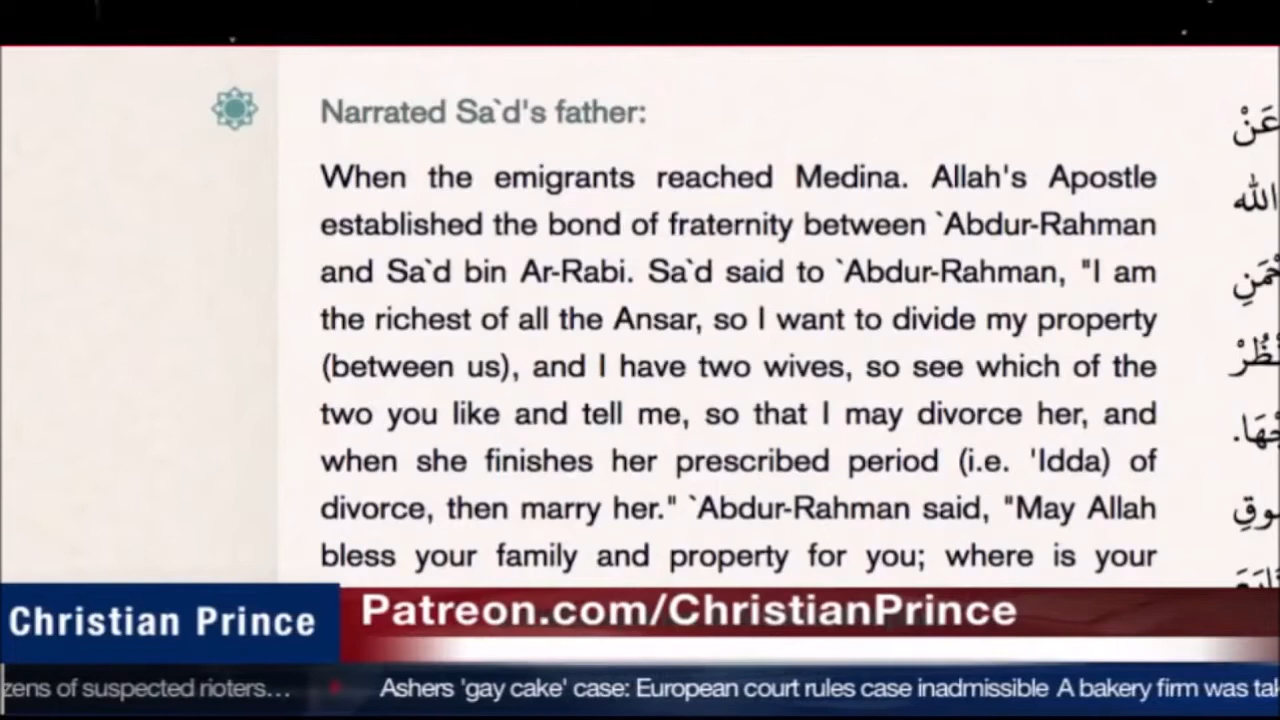 Narrated Sa`d's father:
When the emigrants reached Medina. Allah's Apostle
established the bond of fraternity between `Abdur-Rahman
and Sa`d bin Ar-Rabi. Sa`d said to `Abdur-Rahman, "I am
the richest of all the Ansar, so I want to divide my property
(between us), and I have two wives, so see which of the
two you like and tell me, so that I may divorce her, and
when she finishes her prescribed period (i.e. 'Idda) of
divorce, then marry her." `Abdur-Rahman said, "May Allah
bless your family and property for you; where is your
عَنْ
الله
Christian Prince
Patreon.com/ChristianPrince
zens of suspected rioters...
Ashers 'gay cake' case: European court rules case inadmissible A bakery firm was tal